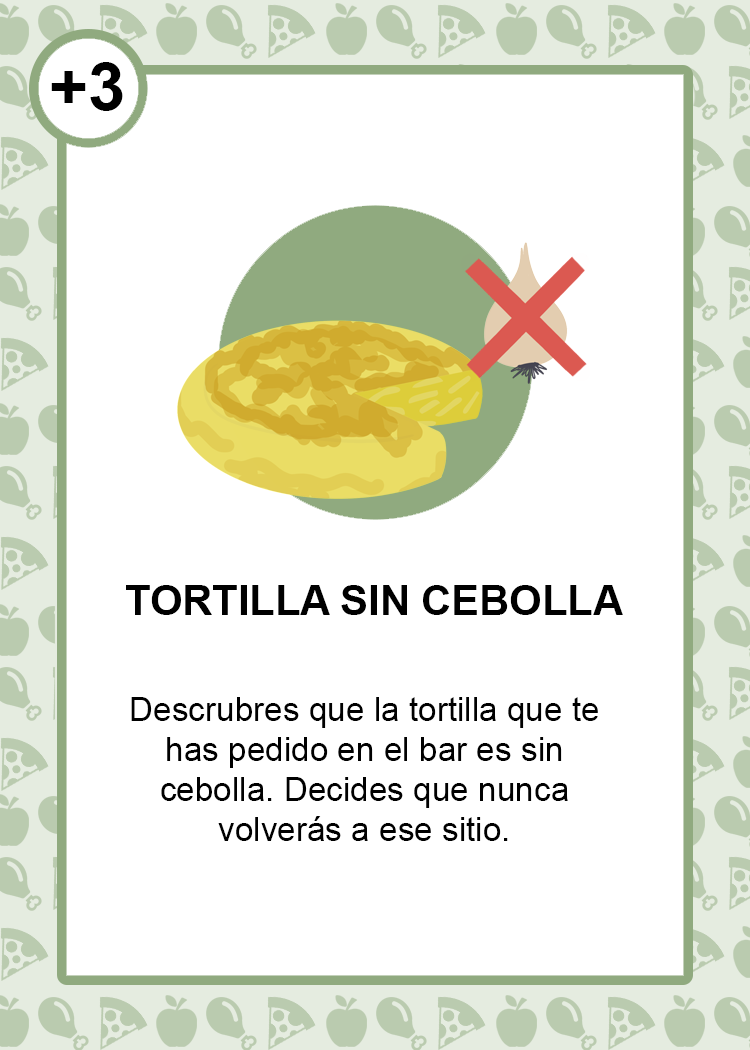 +3
TORTILLA SIN CEBOLLA
Descrubres que la tortilla que te
has pedido en el bar es sin
cebolla. Decides que nunca
volverás a ese sitio.